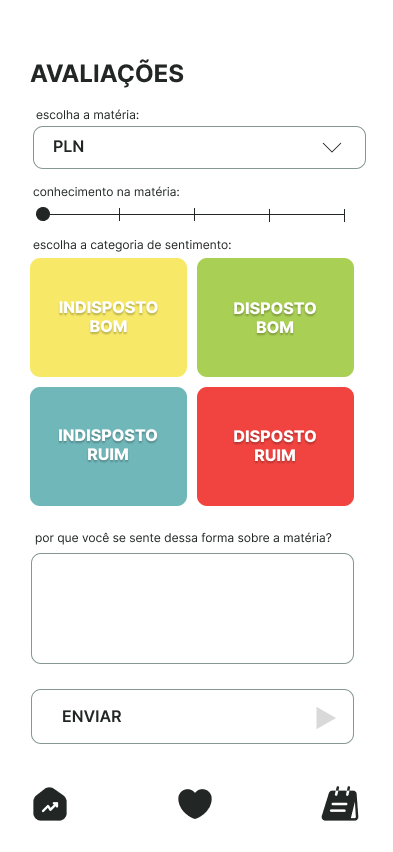 AVALIAÇÕES
escolha a matéria:
PLN
conhecimento na matéria:
escolha a categoria de sentimento:
INDISPOSTO
BOM
DISPOSTO
BOM
INDISPOSTO
RUIM
DISPOSTO
RUIM
por que você se sente dessa forma sobre a matéria?
ENVIAR